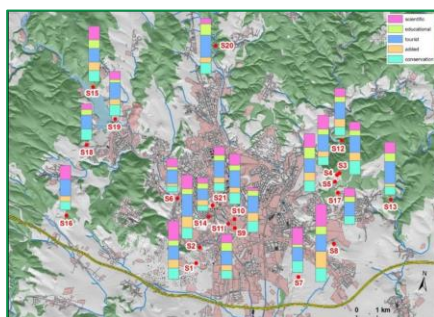 scientific
educational
tourist
added
conservation
S20
S15
S19
S18
S12
S3
S4
S5
S17
S13
S16
S6
S21
S10
S14
S11
S9
S2
S1
S8
S7
N
0 1 km